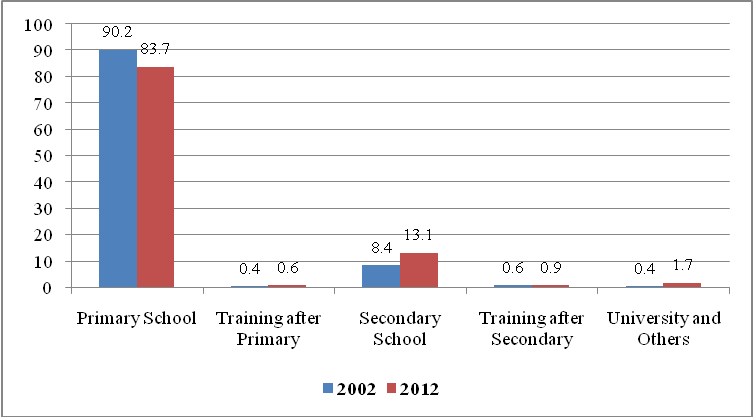 100
90
80
70
60
50
40
30
20
10
0
90.2
83.7
0.4
0.6
8.4
13.1
0.6
0.9
0.4
1.7
Primary School
Training after
Primary
Secondary
School
Training after
Secondary
University and
Others
2002
2012